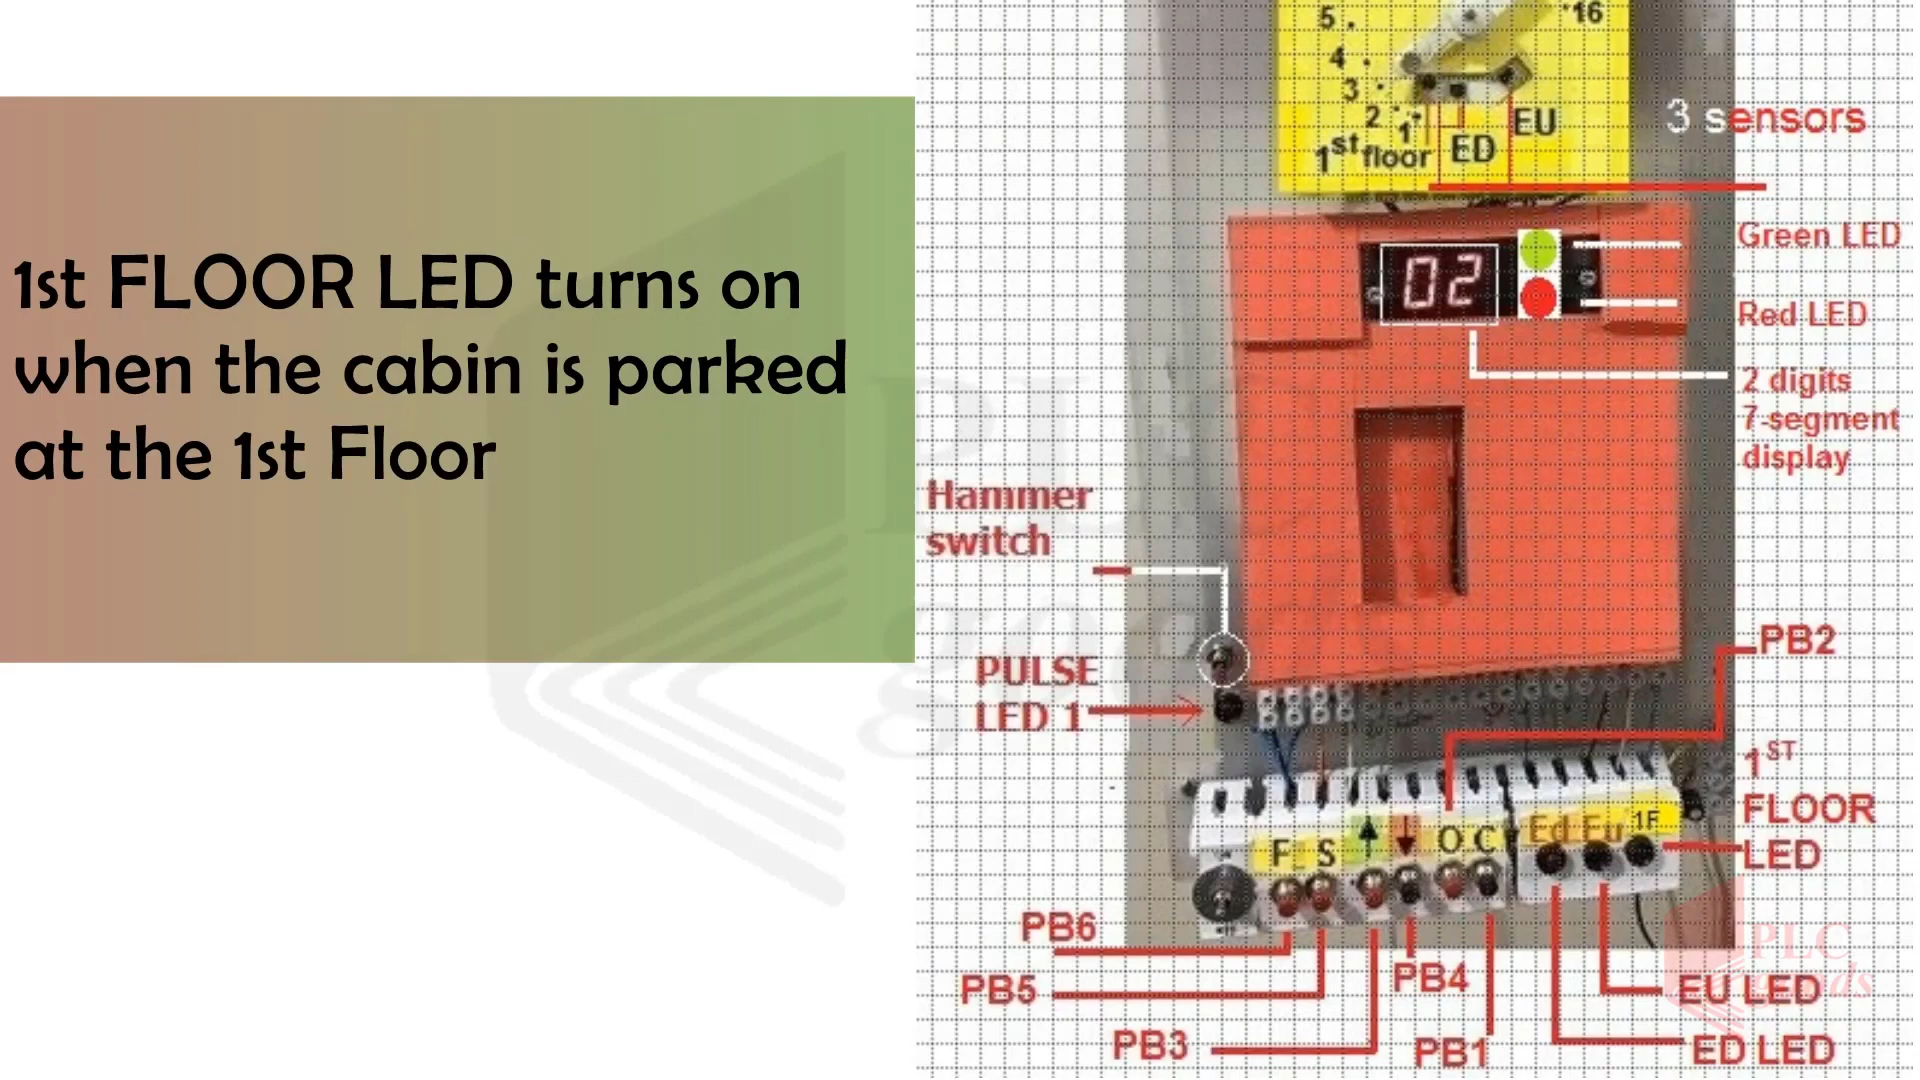 1st FLOOR LED turns on
when the cabin is parked
at the 1st Floor
5
16
4
3
2
1
1st floor
ED
EU
3 sensors
Green LED
02
Red LED
2 digits
7-segment
display
Hammer
switch
PB2
PULSE
LED 1
1ST
FLOOR
LED
F S O C Ed Eu 1F
PB6
PB5
PB4
PB3
PB1
EU LED
ED LED
PLC
goods